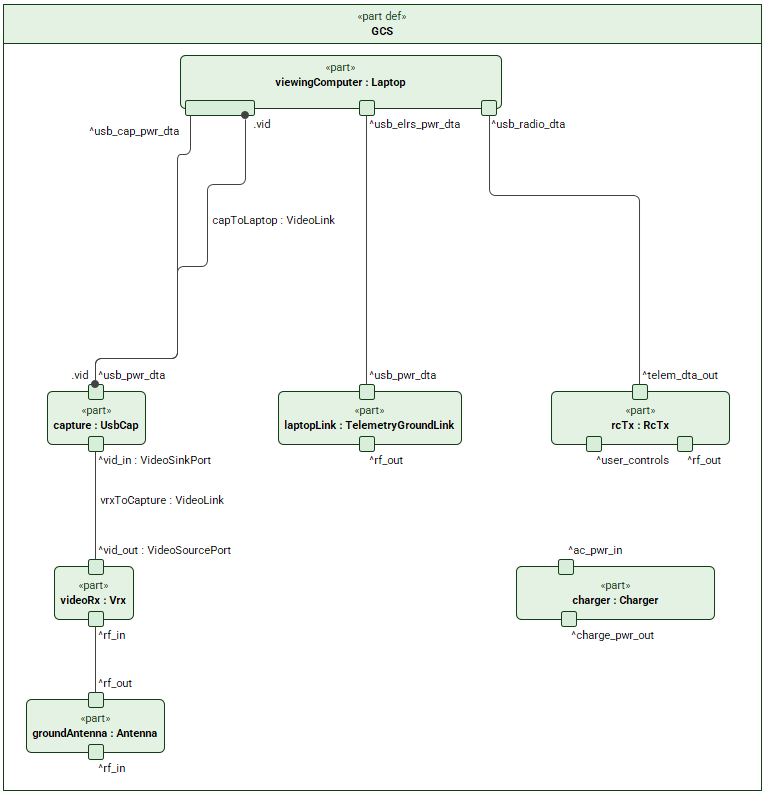 «part def»
GCS
«part»
viewingComputer : Laptop
^usb_cap_pwr_dta
.vid
^usb_elrs_pwr_dta
^usb_radio_dta
capToLaptop : VideoLink
.vid
^usb_pwr_dta
^usb_pwr_dta
^telem_dta_out
«part»
capture : UsbCap
«part»
laptopLink : TelemetryGroundLink
«part»
rcTx : RcTx
^vid_in : VideoSinkPort
^rf_out
^user_controls
^rf_out
vrxToCapture : VideoLink
^vid_out : VideoSourcePort
^ac_pwr_in
«part»
videoRx : Vrx
«part»
charger : Charger
^rf_in
^charge_pwr_out
^rf_out
«part»
groundAntenna : Antenna
^rf_in